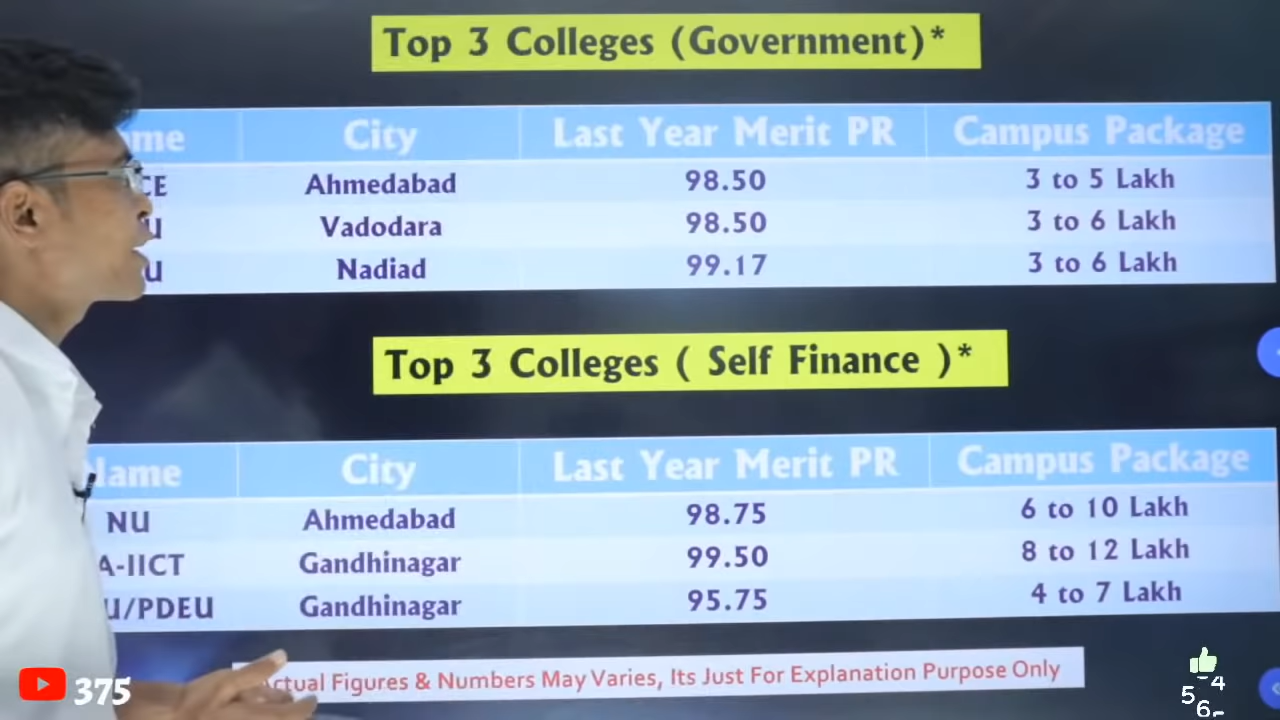 Top 3 Colleges (Government)*
City Last Year Merit PR Campus Package
Ahmedabad 98.50 3 to 5 Lakh
Vadodara 98.50 3 to 6 Lakh
Nadiad 99.17 3 to 6 Lakh
Top 3 Colleges ( Self Finance )*
City Last Year Merit PR Campus Package
NU Ahmedabad 98.75 6 to 10 Lakh
A-IICT Gandhinagar 99.50 8 to 12 Lakh
U/PDEU Gandhinagar 95.75 4 to 7 Lakh
Figures & Numbers May Varies, Its Just For Explanation Purpose Only
375